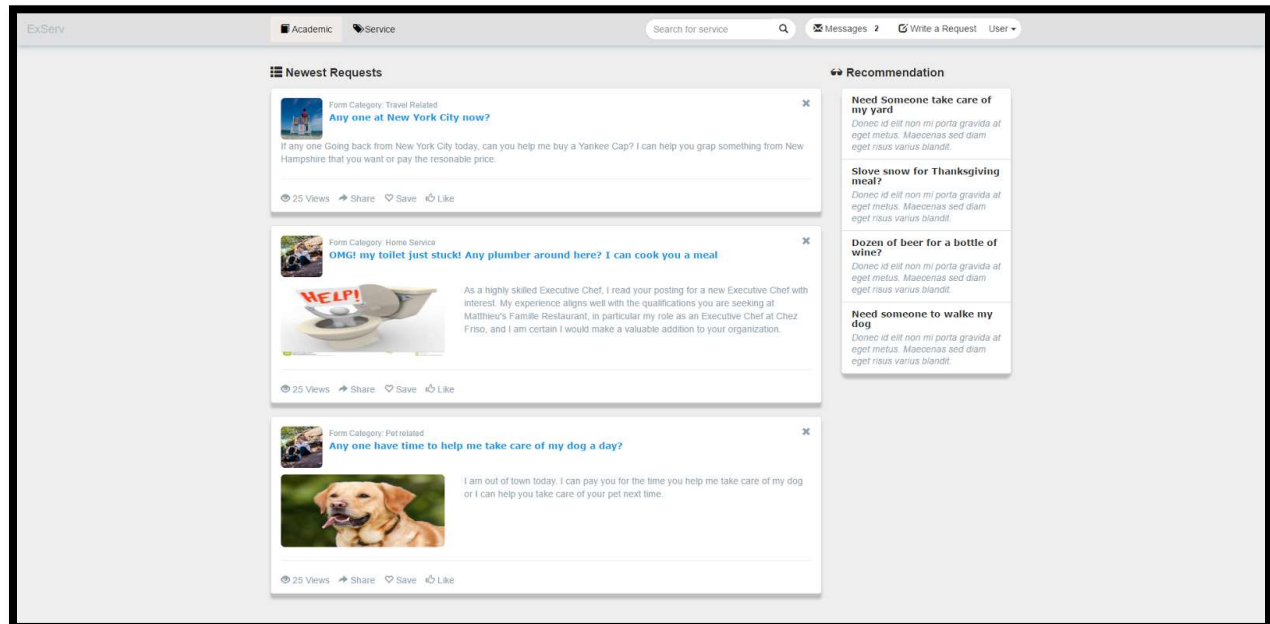 ExServ
Academic
Service
Search for service
Messages 2
Write a Request
User
Newest Requests
Form Category: Travel Related
Any one at New York City now?
If any one Going back from New York City today, can you help me buy a Yankee Cap? I can help you grap something from New
Hampshire that you want or pay the resonable price.
25 Views Share Save Like
Form Category: Home Service
OMG! my toilet just stuck! Any plumber around here? I can cook you a meal
HELP!
As a highly skilled Executive Chef, I read your posting for a new Executive Chef with
interest. My experience aligns well with the qualifications you are seeking at
Matthieu's Famille Restaurant, in particular my role as an Executive Chef at Chez
Friso, and I am certain I would make a valuable addition to your organization.
25 Views Share Save Like
Form Category: Pet related
Any one have time to help me take care of my dog a day?
I am out of town today. I can pay you for the time you help me take care of my dog
or I can help you take care of your pet next time.
25 Views Share Save Like
Recommendation
Need Someone take care of
my yard
Donec id elit non mi porta gravida at
eget metus. Maecenas sed diam
eget risus varius blandit.
Slove snow for Thanksgiving
meal?
Donec id elit non mi porta gravida at
eget metus. Maecenas sed diam
eget risus varius blandit.
Dozen of beer for a bottle of
wine?
Donec id elit non mi porta gravida at
eget metus. Maecenas sed diam
eget risus varius blandit.
Need someone to walke my
dog
Donec id elit non mi porta gravida at
eget metus. Maecenas sed diam
eget risus varius blandit.